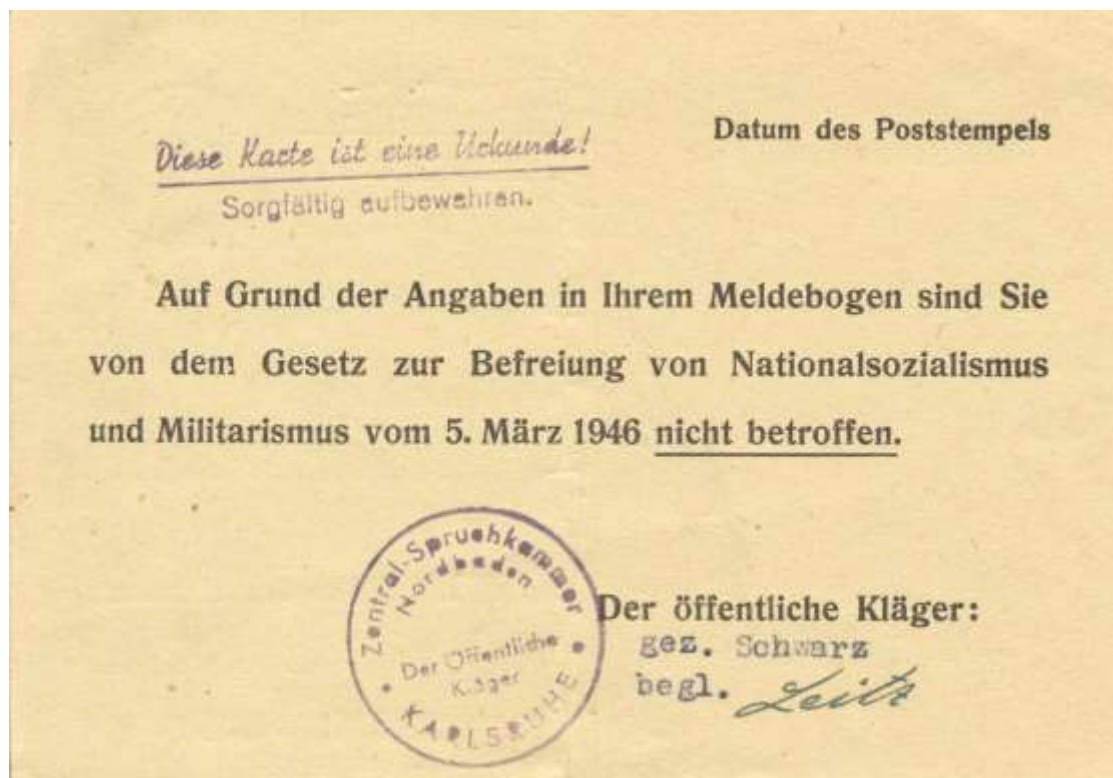 Datum des Poststempels
Diese Karte ist eine Urkunde!
Sorgfältig aufbewahren.
Auf Grund der Angaben in Ihrem Meldebogen sind Sie
von dem Gesetz zur Befreiung von Nationalsozialismus
und Militarismus vom 5. März 1946 nicht betroffen.
Zentral-Spruchkammer
Nordbaden
Der Öffentliche
Kläger
KARLSRUHE
Der öffentliche Kläger:
gez. Schwarz
begl. Leitz